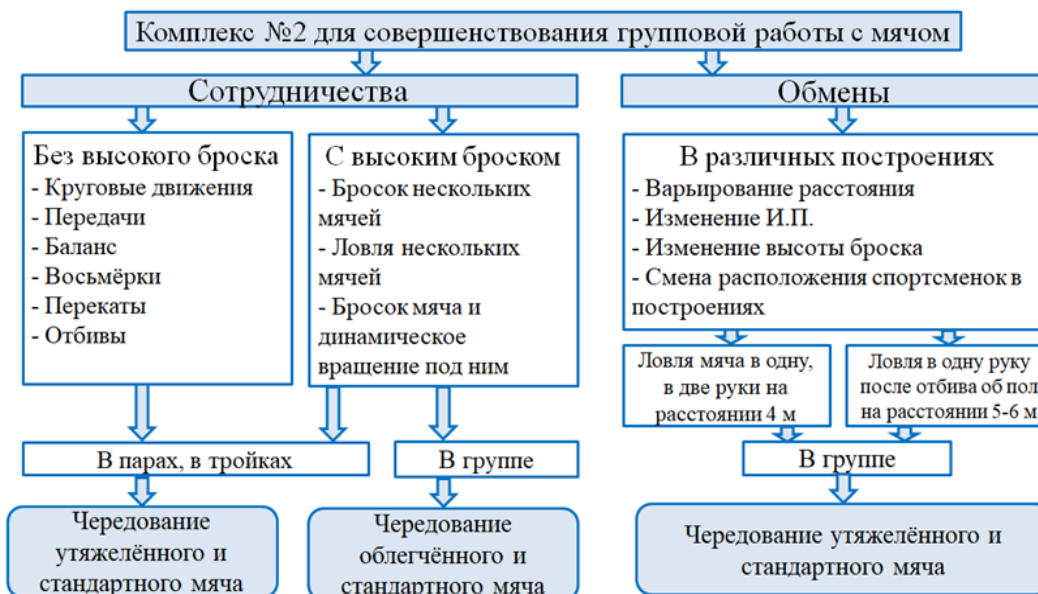 Комплекс №2 для совершенствования групповой работы с мячом
Сотрудничества
Обмены
Без высокого броска
- Круговые движения
- Передачи
- Баланс
- Восьмёрки
- Перекаты
- Отбивы
С высоким броском
- Бросок нескольких
мячей
- Ловля нескольких
мячей
- Бросок мяча и
динамическое
вращение под ним
В различных построениях
- Варьирование расстояния
- Изменение И.П.
- Изменение высоты броска
- Смена расположения спортсменок в
построениях
Ловля мяча в одну,
в две руки на
расстоянии 4 м
Ловля в одну руку
после отбива об пол
на расстоянии 5-6 м
В парах, в тройках
В группе
В группе
Чередование
утяжелённого и
стандартного мяча
Чередование
облегчённого и
стандартного мяча
Чередование утяжелённого и
стандартного мяча